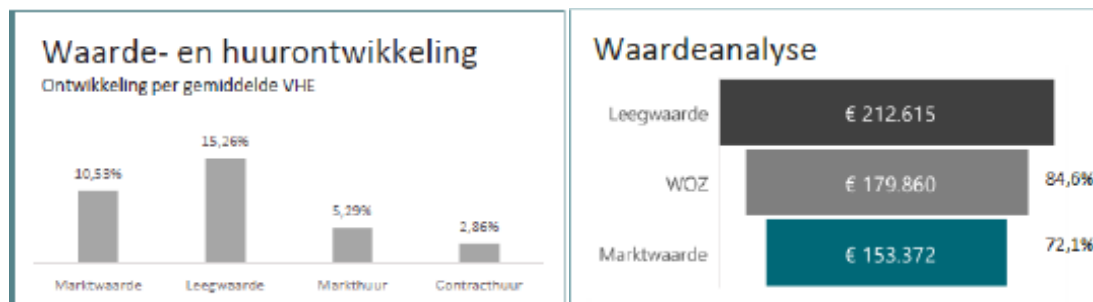 Waarde- en huurontwikkeling
Ontwikkeling per gemiddelde VHE
15,26%
10,53%
5,29%
2,86%
Marktwaarde Leegwaarde Markthuur Contracthuur
Waardeanalyse
Leegwaarde € 212.615
WOZ € 179.860 84,6%
Marktwaarde € 153.372 72,1%